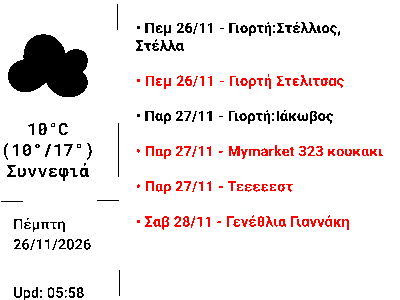 10°C
(10°/17°)
Συννεφιά
Πέμπτη
26/11/2026
Upd: 05:58
• Πεμ 26/11 - Γιορτή:Στέλλιος,
Στέλλα
• Πεμ 26/11 - Γιορτή Στελιτσας
• Παρ 27/11 - Γιορτή:Ιάκωβος
• Παρ 27/11 - Mymarket 323 κουκακι
• Παρ 27/11 - Τεεεεεστ
• Σαβ 28/11 - Γενέθλια Γιαννάκη